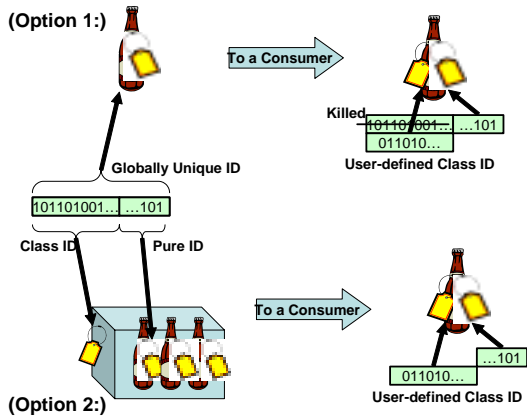 (Option 1:)
To a Consumer
Killed
101101001... ...101
011010...
User-defined Class ID
Globally Unique ID
101101001... ...101
Class ID Pure ID
To a Consumer
...101
011010...
User-defined Class ID
(Option 2:)